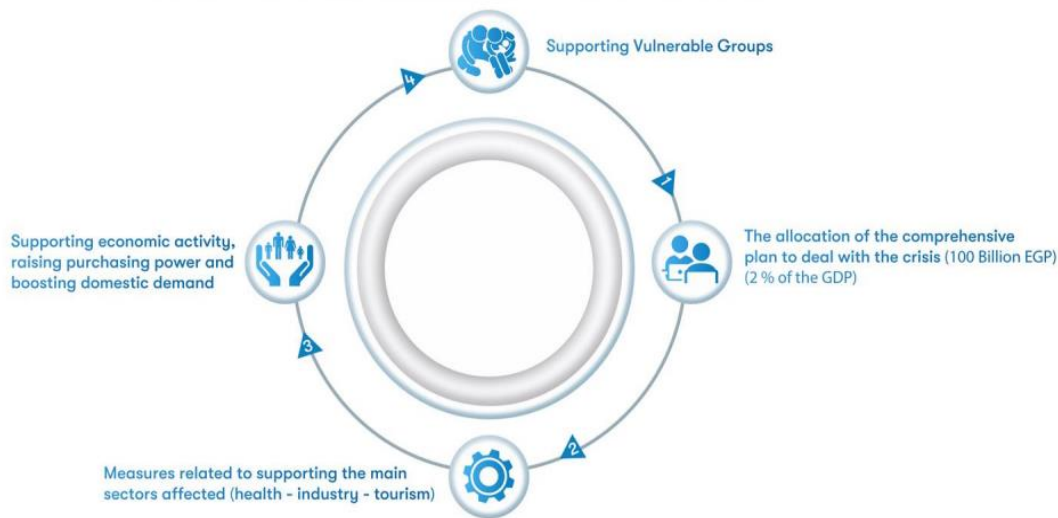 4
Supporting Vulnerable Groups
1
The allocation of the comprehensive
plan to deal with the crisis (100 Billion EGP)
(2 % of the GDP)
Supporting economic activity,
raising purchasing power and
boosting domestic demand
3
2
Measures related to supporting the main
sectors affected (health - industry - tourism)